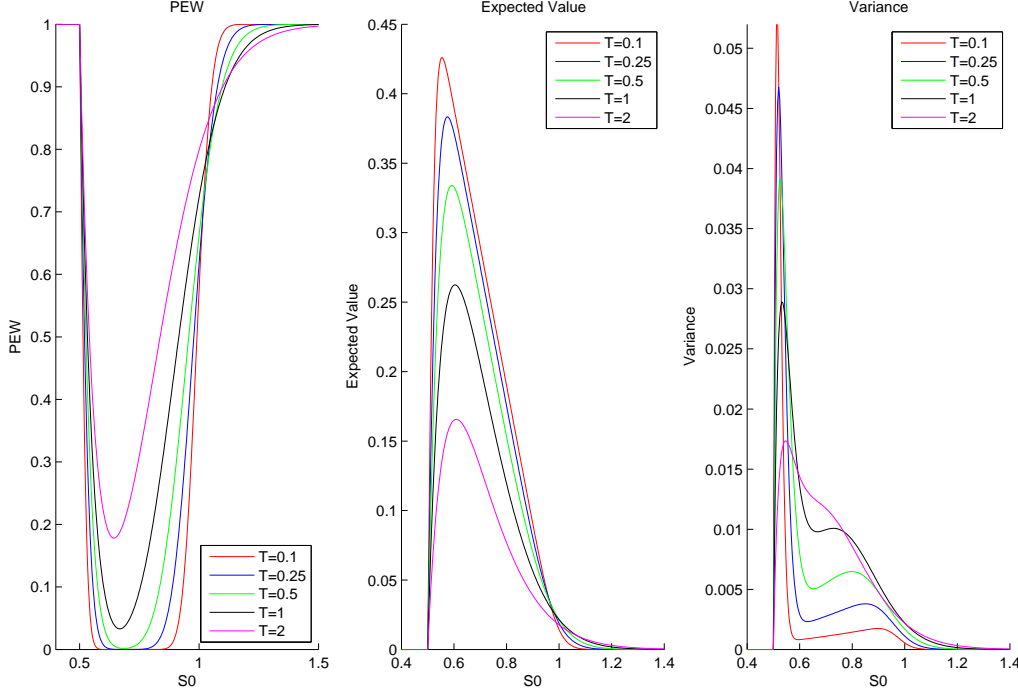 PEW
1
0.9
0.8
0.7
0.6
0.5
0.4
0.3
0.2
0.1
0
PEW
0.5
1
1.5
S0
T=0.1
T=0.25
T=0.5
T=1
T=2
Expected Value
0.45
0.4
0.35
0.3
0.25
0.2
0.15
0.1
0.05
0
Expected Value
0.4
0.6
0.8
1
1.2
1.4
S0
T=0.1
T=0.25
T=0.5
T=1
T=2
Variance
0.05
0.045
0.04
0.035
0.03
0.025
0.02
0.015
0.01
0.005
0
Variance
0.4
0.6
0.8
1
1.2
1.4
S0
T=0.1
T=0.25
T=0.5
T=1
T=2